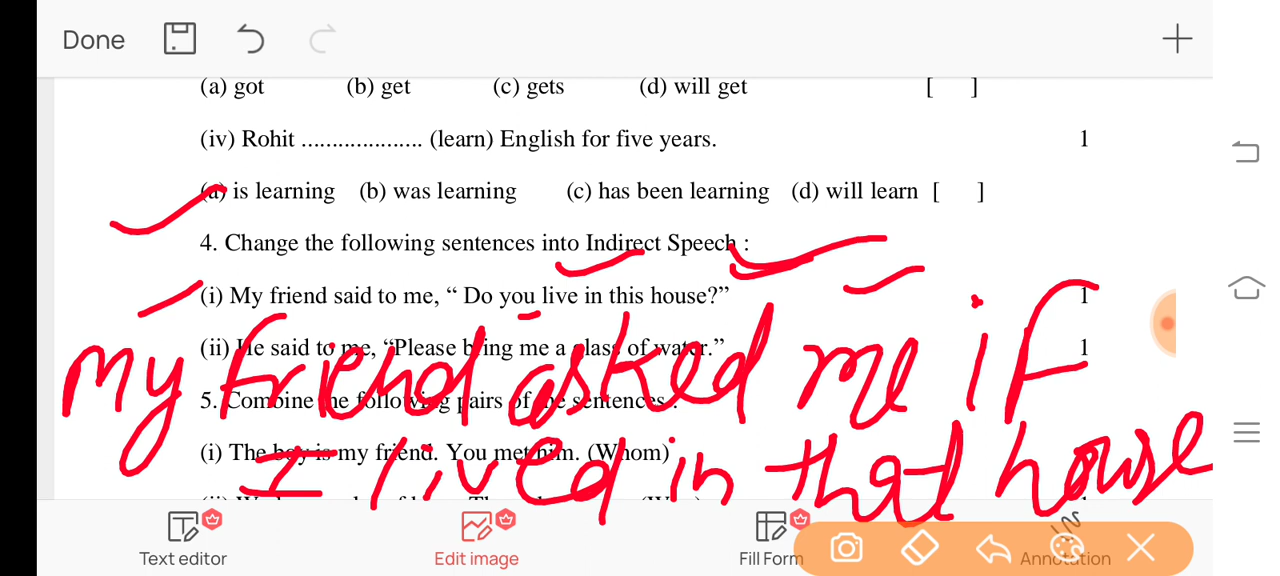 Done
(a) got (b) get (c) gets (d) will get [ ]
(iv) Rohit .................... (learn) English for five years. 1
(a) is learning (b) was learning (c) has been learning (d) will learn [ ]
4. Change the following sentences into Indirect Speech :
(i) My friend said to me, “ Do you live in this house?” 1
(ii) He said to me, “Please bring me a glass of water.” 1
my friend asked me if
5. Combine the following pairs of the sentences :
(i) The boy is my friend. You met him. (Whom)
I lived in that house
Text editor Edit image Fill Form Annotation